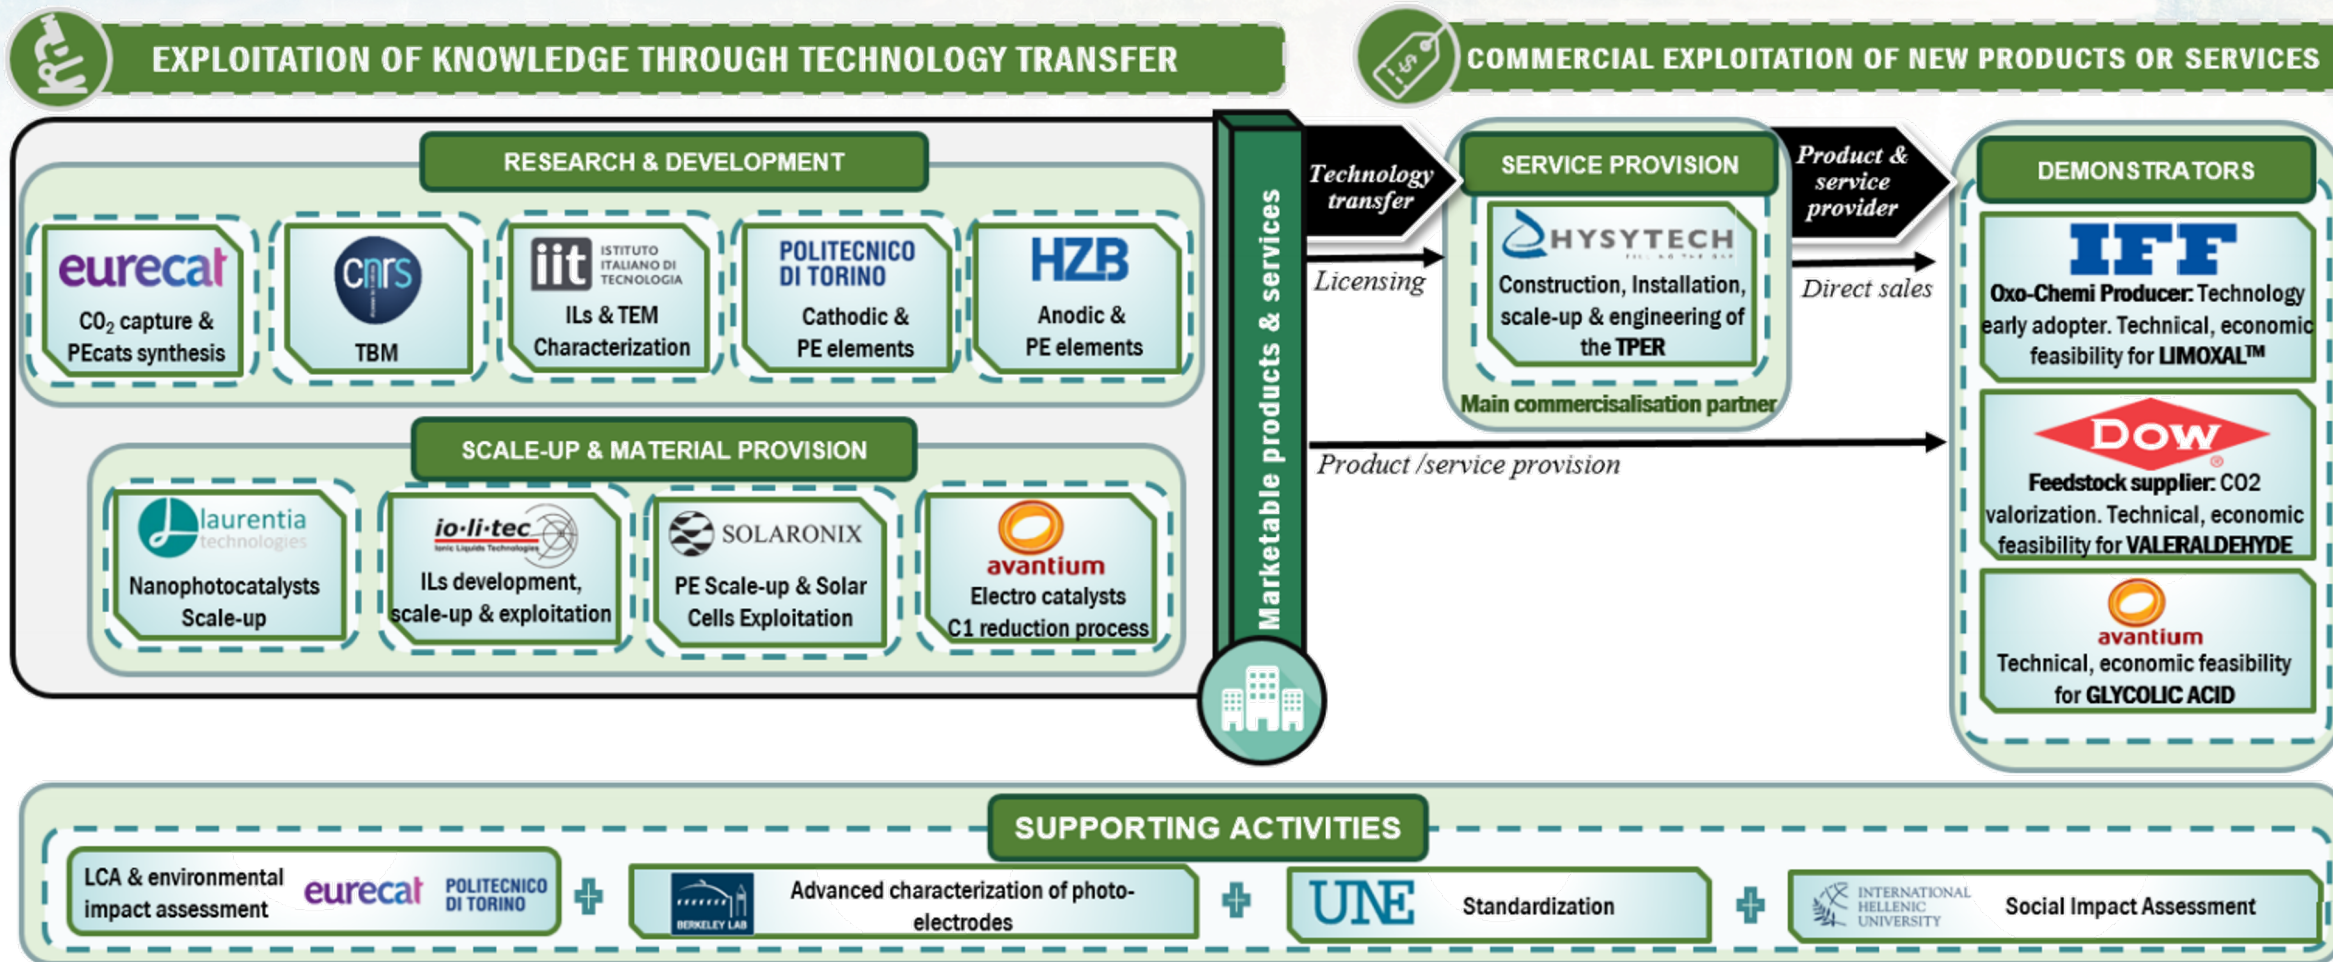 EXPLOITATION OF KNOWLEDGE THROUGH TECHNOLOGY TRANSFER
COMMERCIAL EXPLOITATION OF NEW PRODUCTS OR SERVICES
RESEARCH & DEVELOPMENT
eurecat
CO₂ capture &
PEcats synthesis
cnrs
TBM
iit
ISTITUTO
ITALIANO DI
TECNOLOGIA
ILs & TEM
Characterization
POLITECNICO
DI TORINO
Cathodic &
PE elements
HZB
Anodic &
PE elements
SCALE-UP & MATERIAL PROVISION
laurentia
technologies
Nanophotocatalysts
Scale-up
io·li·tec
Ionic Liquids Technologies
ILs development,
scale-up & exploitation
SOLARONIX
PE Scale-up & Solar
Cells Exploitation
avantium
Electro catalysts
C1 reduction process
Marketable products & services
Technology
transfer
Licensing
Product /service provision
SERVICE PROVISION
HYSYTECH
FILLING THE GAP
Construction, Installation,
scale-up & engineering of
the TPER
Main commercisalisation partner
Product &
service
provider
Direct sales
DEMONSTRATORS
IFF
Oxo-Chemi Producer: Technology
early adopter. Technical, economic
feasibility for LIMOXAL™
Dow
®
Feedstock supplier: CO2
valorization. Technical, economic
feasibility for VALERALDEHYDE
avantium
Technical, economic feasibility
for GLYCOLIC ACID
SUPPORTING ACTIVITIES
LCA & environmental
impact assessment
eurecat
POLITECNICO
DI TORINO
BERKELEY LAB
Advanced characterization of photo-
electrodes
UNE
Standardization
INTERNATIONAL
HELLENIC
UNIVERSITY
Social Impact Assessment